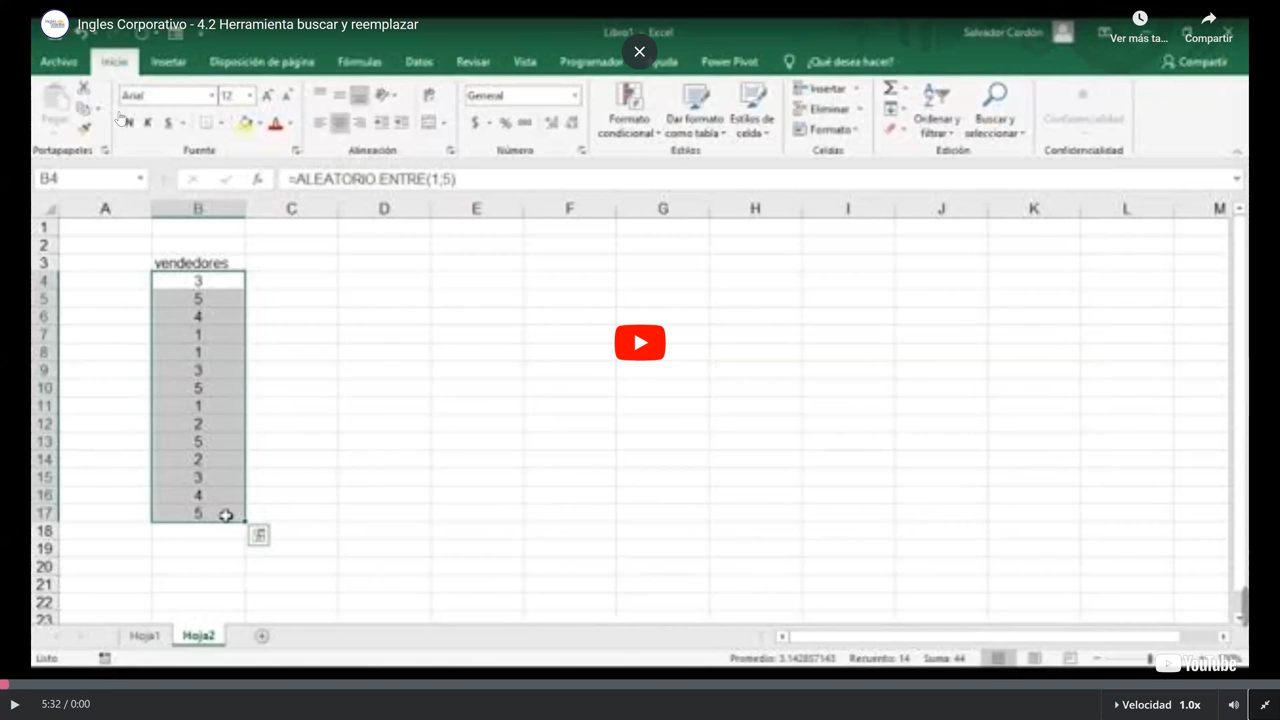 Ingles Corporativo - 4.2 Herramienta buscar y reemplazar
Ver más ta...
Compartir
Libro1 - Excel
Salvador Cardón
Archivo
Inicio
Insertar
Disposición de página
Fórmulas
Datos
Revisar
Vista
Programador
Power Pivot
¿Qué desea hacer?
Compartir
Pegar
Arial
12
N K S
General
$ % 000
Formato condicional
Dar formato como tabla
Estilos de celda
Insertar
Eliminar
Formato
Ordenar y filtrar
Buscar y seleccionar
Confidencialidad
Portapapeles
Fuente
Alineación
Número
Estilos
Celdas
Edición
Confidencialidad
B4
fx
=ALEATORIO.ENTRE(1;5)
A B C D E F G H I J K L M
1
2
3 vendedores
4 3
5 5
6 4
7 1
8 1
9 3
10 5
11 1
12 2
13 5
14 2
15 3
16 4
17 5
18
19
20
21
22
23
Hoja1
Hoja2
Listo
Promedio: 3.142857143
Recuento: 14
Suma: 44
YouTube
5:32 / 0:00
Velocidad 1.0x